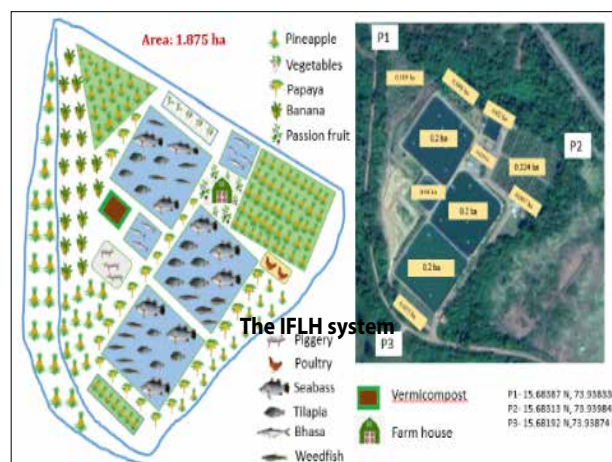 Area: 1.875 ha
Pineapple
Vegetables
Papaya
Banana
Passion fruit
The IFLH system
Piggery
Poultry
Seabass
Tilapia
Bhasa
Weedfish
P1
P2
P3
0.2 ha
0.2 ha
0.2 ha
Vermicompost
Farm house
P1- 15.68387 N, 73.93833
P2- 15.68313 N, 73.93984
P3- 15.68192 N, 73.93874